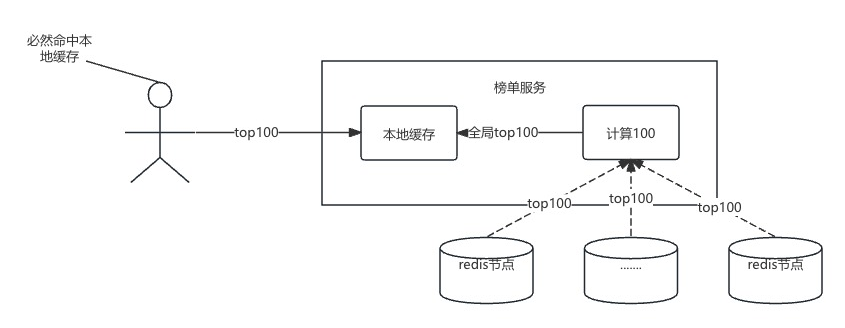 必然命中本
地缓存
榜单服务
top100
本地缓存
全局top100
计算100
top100
top100
top100
redis节点
.......
redis节点